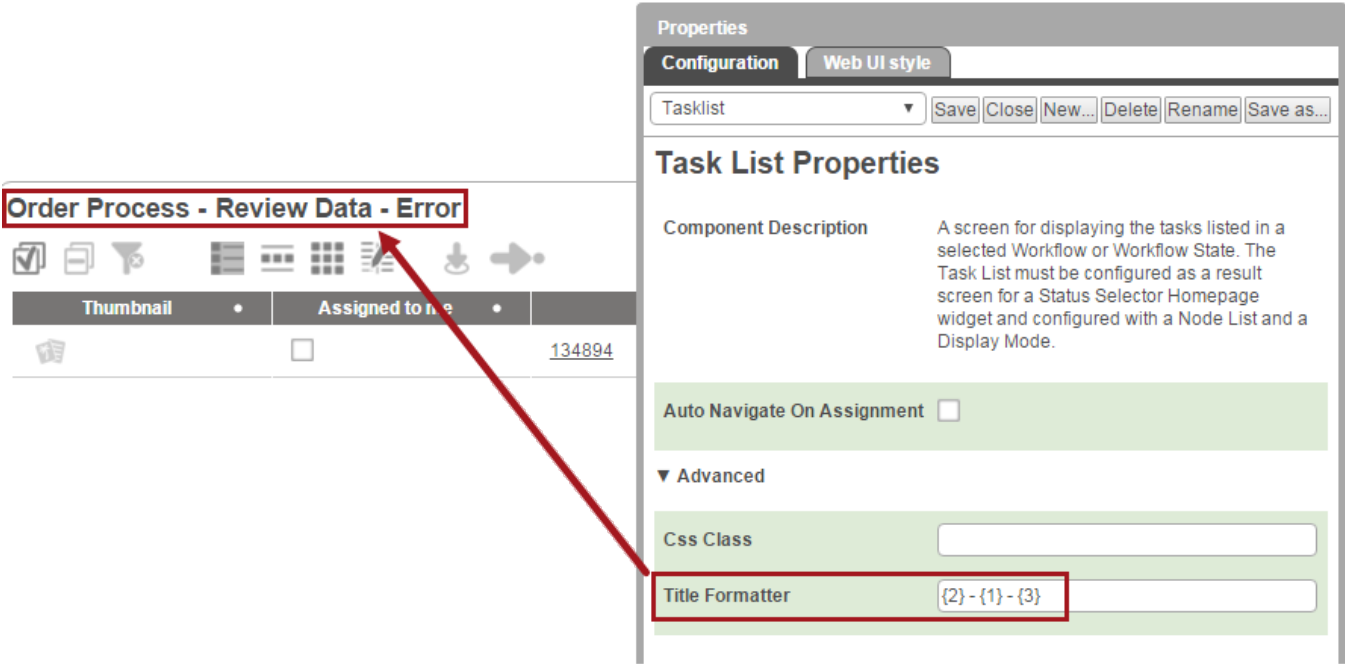 Order Process - Review Data - Error
Thumbnail
Assigned to me
134894
Properties
Configuration Web UI style
Tasklist ▼ Save Close New... Delete Rename Save as...
Task List Properties
Component Description
A screen for displaying the tasks listed in a
selected Workflow or Workflow State. The
Task List must be configured as a result
screen for a Status Selector Homepage
widget and configured with a Node List and a
Display Mode.
Auto Navigate On Assignment
▼ Advanced
Css Class
Title Formatter {2} - {1} - {3}